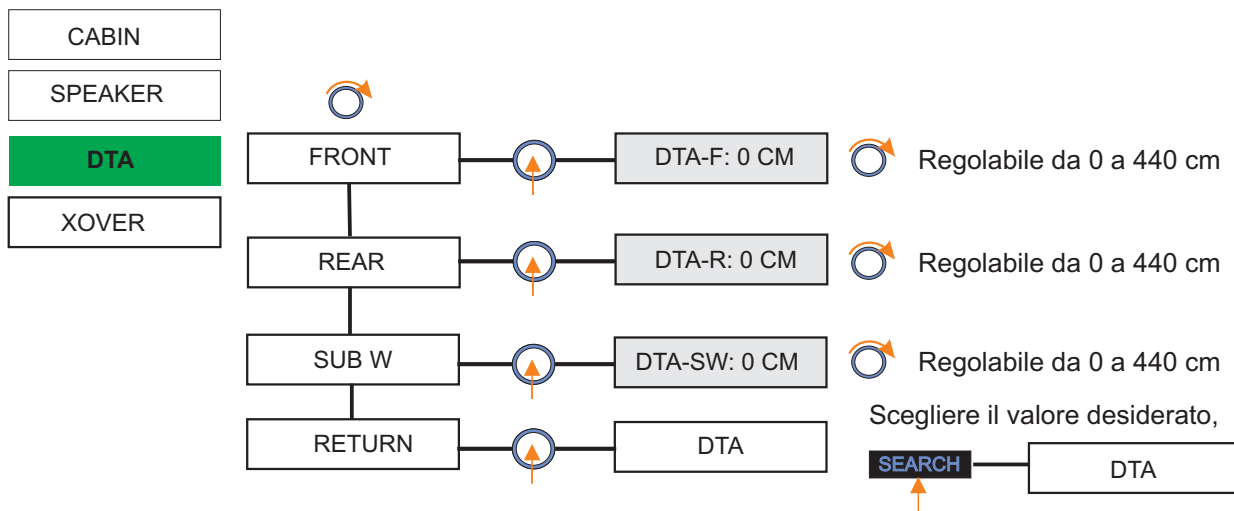 CABIN
SPEAKER
DTA
XOVER
FRONT
DTA-F: 0 CM
Regolabile da 0 a 440 cm
REAR
DTA-R: 0 CM
Regolabile da 0 a 440 cm
SUB W
DTA-SW: 0 CM
Regolabile da 0 a 440 cm
RETURN
DTA
Scegliere il valore desiderato,
SEARCH
DTA